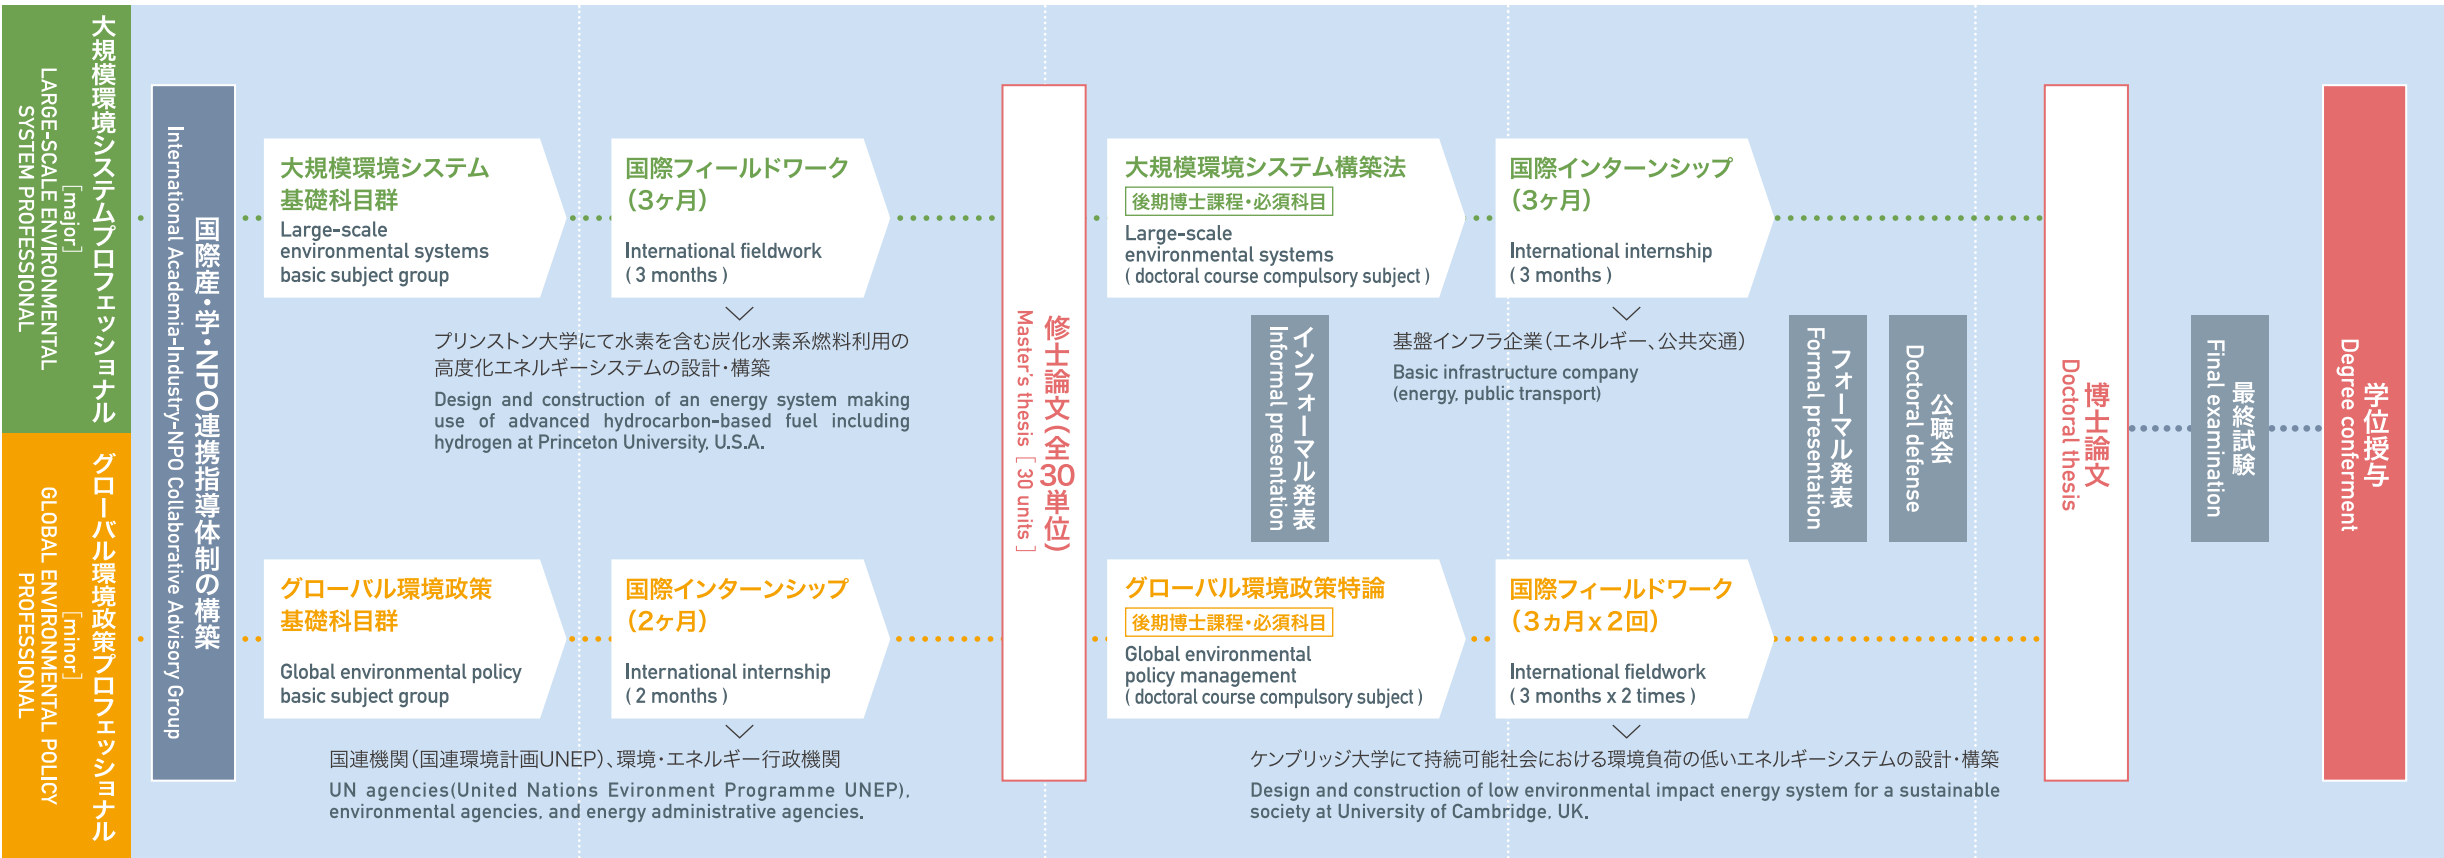 大規模環境システムプロフェッショナル
［major］
LARGE-SCALE ENVIRONMENTAL
SYSTEM PROFESSIONAL
グローバル環境政策プロフェッショナル
［minor］
GLOBAL ENVIRONMENTAL POLICY
PROFESSIONAL
国際産・学・NPO連携指導体制の構築
International Academia-Industry-NPO Collaborative Advisory Group
大規模環境システム
基礎科目群
Large-scale
environmental systems
basic subject group
国際フィールドワーク
（3ヶ月）
International fieldwork
( 3 months )
プリンストン大学にて水素を含む炭化水素系燃料利用の
高度化エネルギーシステムの設計・構築
Design and construction of an energy system making
use of advanced hydrocarbon-based fuel including
hydrogen at Princeton University, U.S.A.
グローバル環境政策
基礎科目群
Global environmental policy
basic subject group
国際インターンシップ
（2ヶ月）
International internship
( 2 months )
国連機関（国連環境計画UNEP）、環境・エネルギー行政機関
UN agencies(United Nations Evironment Programme UNEP),
environmental agencies, and energy administrative agencies.
修士論文（全30単位）
Master's thesis［ 30 units ］
大規模環境システム構築法
後期博士課程・必須科目
Large-scale
environmental systems
( doctoral course compulsory subject )
国際インターンシップ
（3ヶ月）
International internship
( 3 months )
インフォーマル発表
Informal presentation
基盤インフラ企業（エネルギー、公共交通）
Basic infrastructure company
(energy, public transport)
フォーマル発表
Formal presentation
公聴会
Doctoral defense
グローバル環境政策特論
後期博士課程・必須科目
Global environmental
policy management
( doctoral course compulsory subject )
国際フィールドワーク
（3ヵ月x2回）
International fieldwork
( 3 months x 2 times )
ケンブリッジ大学にて持続可能社会における環境負荷の低いエネルギーシステムの設計・構築
Design and construction of low environmental impact energy system for a sustainable
society at University of Cambridge, UK.
博士論文
Doctoral thesis
最終試験
Final examination
学位授与
Degree conferment